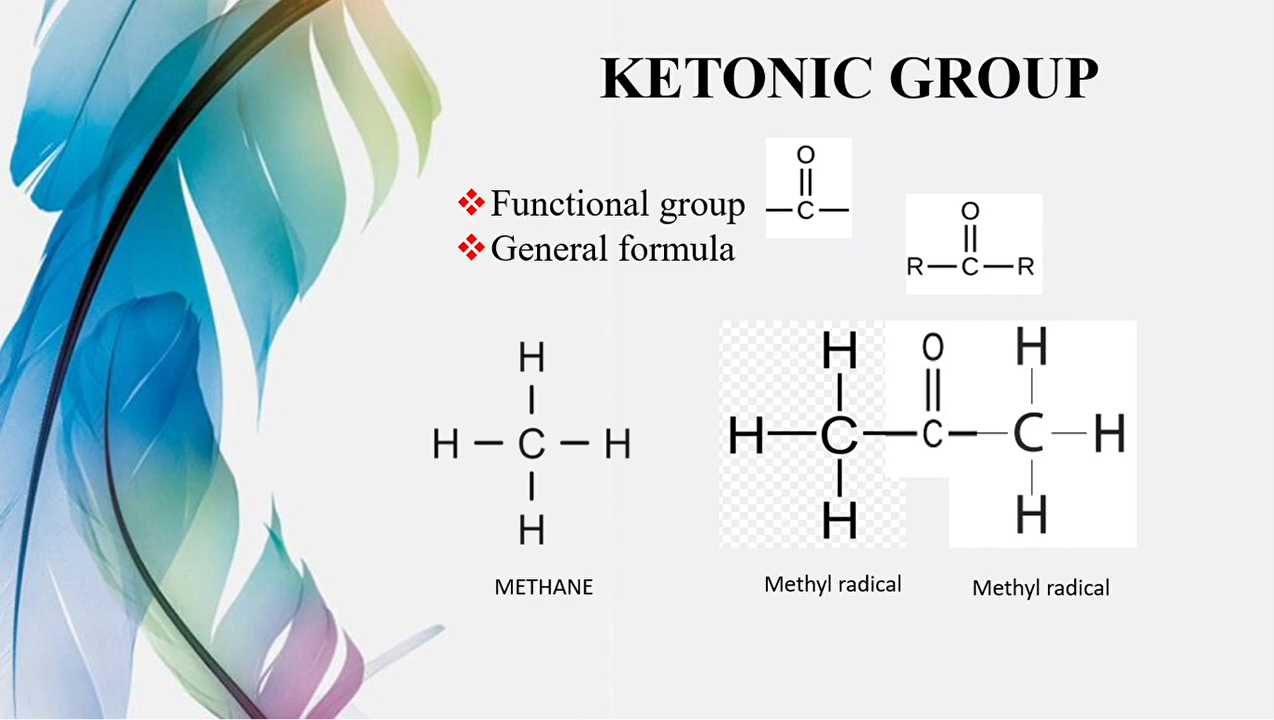 KETONIC GROUP
❖ Functional group
O
||
—C—
❖ General formula
O
||
R—C—R
H
|
H — C — H
|
H
METHANE
H O H
| || |
H—C—C—C—H
| |
H H
Methyl radical Methyl radical